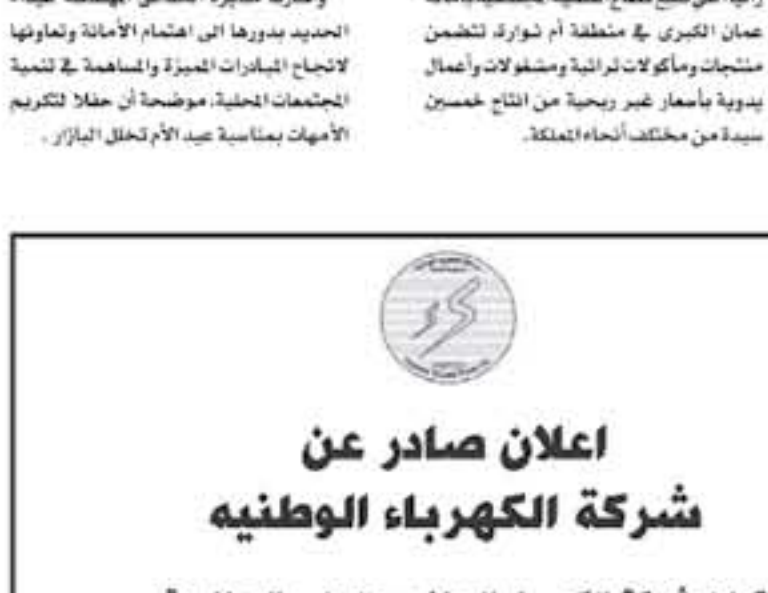 عمان الكبرى في منطقة أم نوارة، تتضمن
منتجات ومأكولات تراثية ومشغولات وأعمال
يدوية بأسعار غير ربحية من انتاج خمسين
سيدة من مختلف أنحاء المملكة.
الحديد بدورها الى اهتمام الأمانة وتعاونها
لانجاح المبادرات المميزة والمساهمة في تنمية
المجتمعات المحلية، موضحة أن حفلا لتكريم
الأمهات بمناسبة عيد الأم تخلل البازار.
اعلان صادر عن
شركة الكهرباء الوطنيه